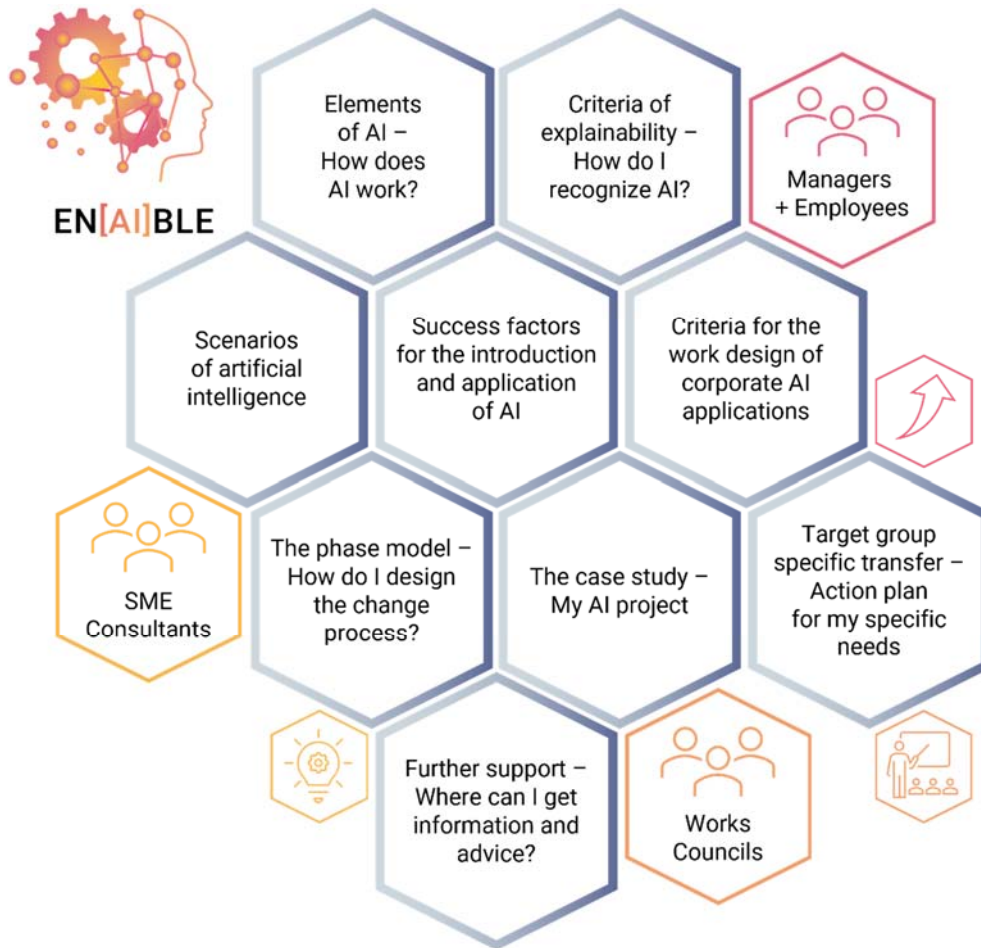 EN[AI]BLE
Elements
of AI –
How does
AI work?
Criteria of
explainability –
How do I
recognize AI?
Managers
+ Employees
Scenarios
of artificial
intelligence
Success factors
for the introduction
and application
of AI
Criteria for the
work design of
corporate AI
applications
SME
Consultants
The phase model –
How do I design
the change
process?
The case study –
My AI project
Target group
specific transfer –
Action plan
for my specific
needs
Further support –
Where can I get
information and
advice?
Works
Councils